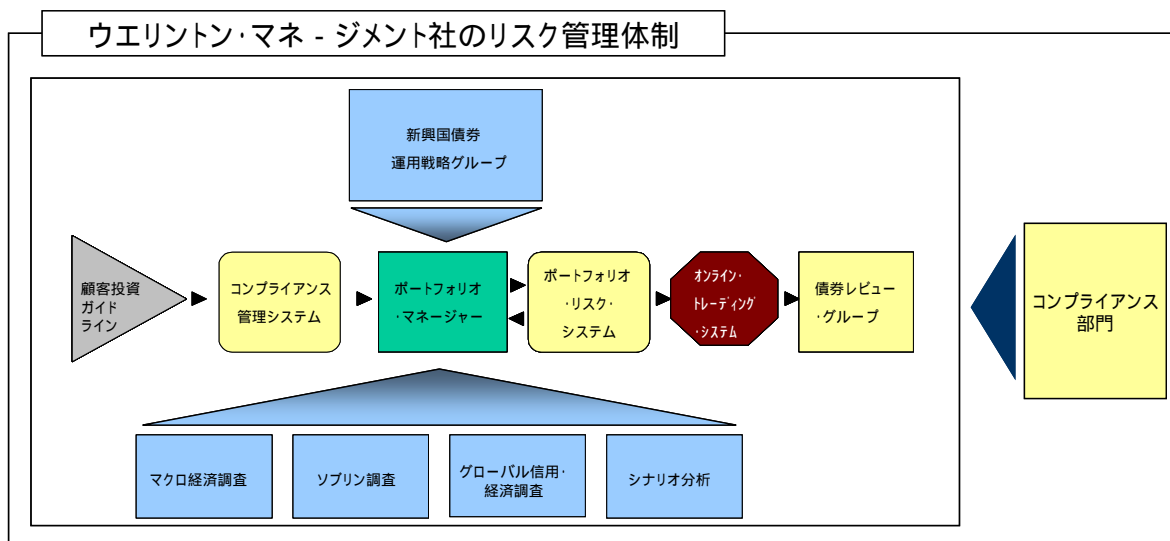 ウエリントン・マネ - ジメント社のリスク管理体制
新興国債券
運用戦略グループ
顧客投資
ガイド
ライン
コンプライアンス
管理システム
ポートフォリオ
・マネージャー
ポートフォリオ
・リスク・
システム
オンライン・
トレーディング
・システム
債券レビュー
・グループ
コンプライアンス
部門
マクロ経済調査
ソブリン調査
グローバル信用・
経済調査
シナリオ分析